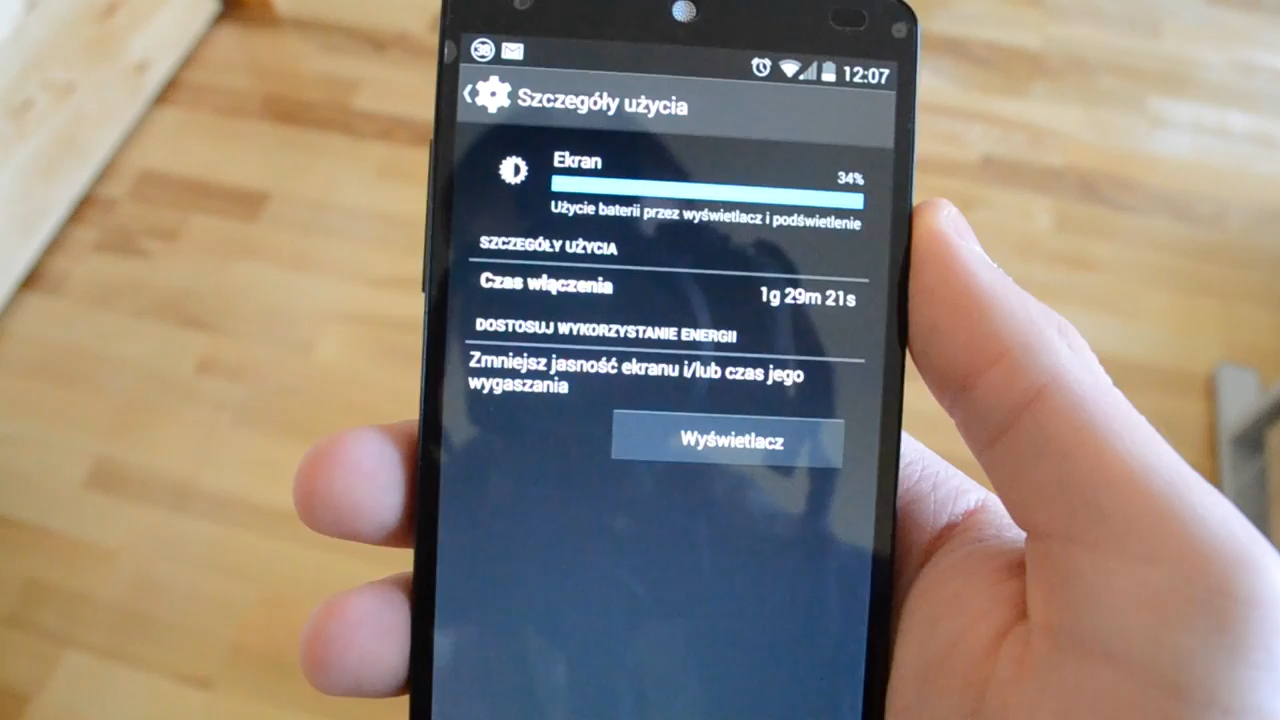 38 12:07
Szczegóły użycia
Ekran
34%
Użycie baterii przez wyświetlacz i podświetlenie
SZCZEGÓŁY UŻYCIA
Czas włączenia 1g 29m 21s
DOSTOSUJ WYKORZYSTANIE ENERGII
Zmniejsz jasność ekranu i/lub czas jego
wygaszania
Wyświetlacz